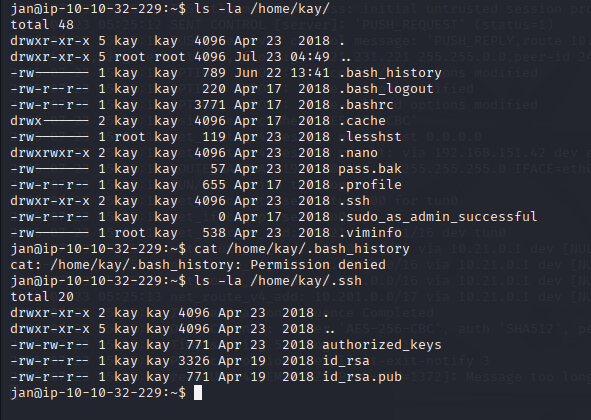 jan@ip-10-10-32-229:~$ ls -la /home/kay/
total 48
drwxr-xr-x 5 kay  kay  4096 Apr 23  2018 .
drwxr-xr-x 5 root root 4096 Jul 23 04:49 ..
-rw------- 1 kay  kay   789 Jun 22 13:41 .bash_history
-rw-r--r-- 1 kay  kay   220 Apr 17  2018 .bash_logout
-rw-r--r-- 1 kay  kay  3771 Apr 17  2018 .bashrc
drwx------ 2 kay  kay  4096 Apr 17  2018 .cache
-rw------- 1 root kay   119 Apr 23  2018 .lesshst
drwxrwxr-x 2 kay  kay  4096 Apr 23  2018 .nano
-rw------- 1 kay  kay    57 Apr 23  2018 pass.bak
-rw-r--r-- 1 kay  kay   655 Apr 17  2018 .profile
drwxr-xr-x 2 kay  kay  4096 Apr 23  2018 .ssh
-rw-r--r-- 1 kay  kay     0 Apr 17  2018 .sudo_as_admin_successful
-rw------- 1 root kay   538 Apr 23  2018 .viminfo
jan@ip-10-10-32-229:~$ cat /home/kay/.bash_history
cat: /home/kay/.bash_history: Permission denied
jan@ip-10-10-32-229:~$ ls -la /home/kay/.ssh
total 20
drwxr-xr-x 2 kay kay 4096 Apr 23  2018 .
drwxr-xr-x 5 kay kay 4096 Apr 23  2018 ..
-rw-rw-r-- 1 kay kay  771 Apr 23  2018 authorized_keys
-rw-r--r-- 1 kay kay 3326 Apr 19  2018 id_rsa
-rw-r--r-- 1 kay kay  771 Apr 19  2018 id_rsa.pub
jan@ip-10-10-32-229:~$